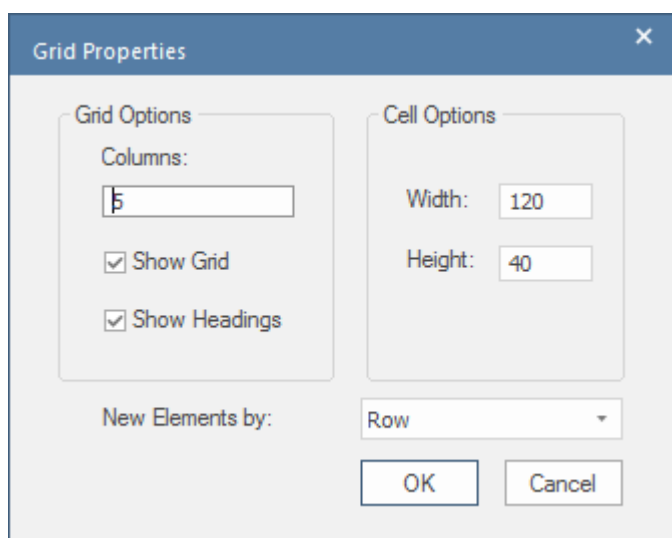 Grid Properties
Grid Options
Columns:
5
Show Grid
Show Headings
Cell Options
Width: 120
Height: 40
New Elements by: Row
OK Cancel